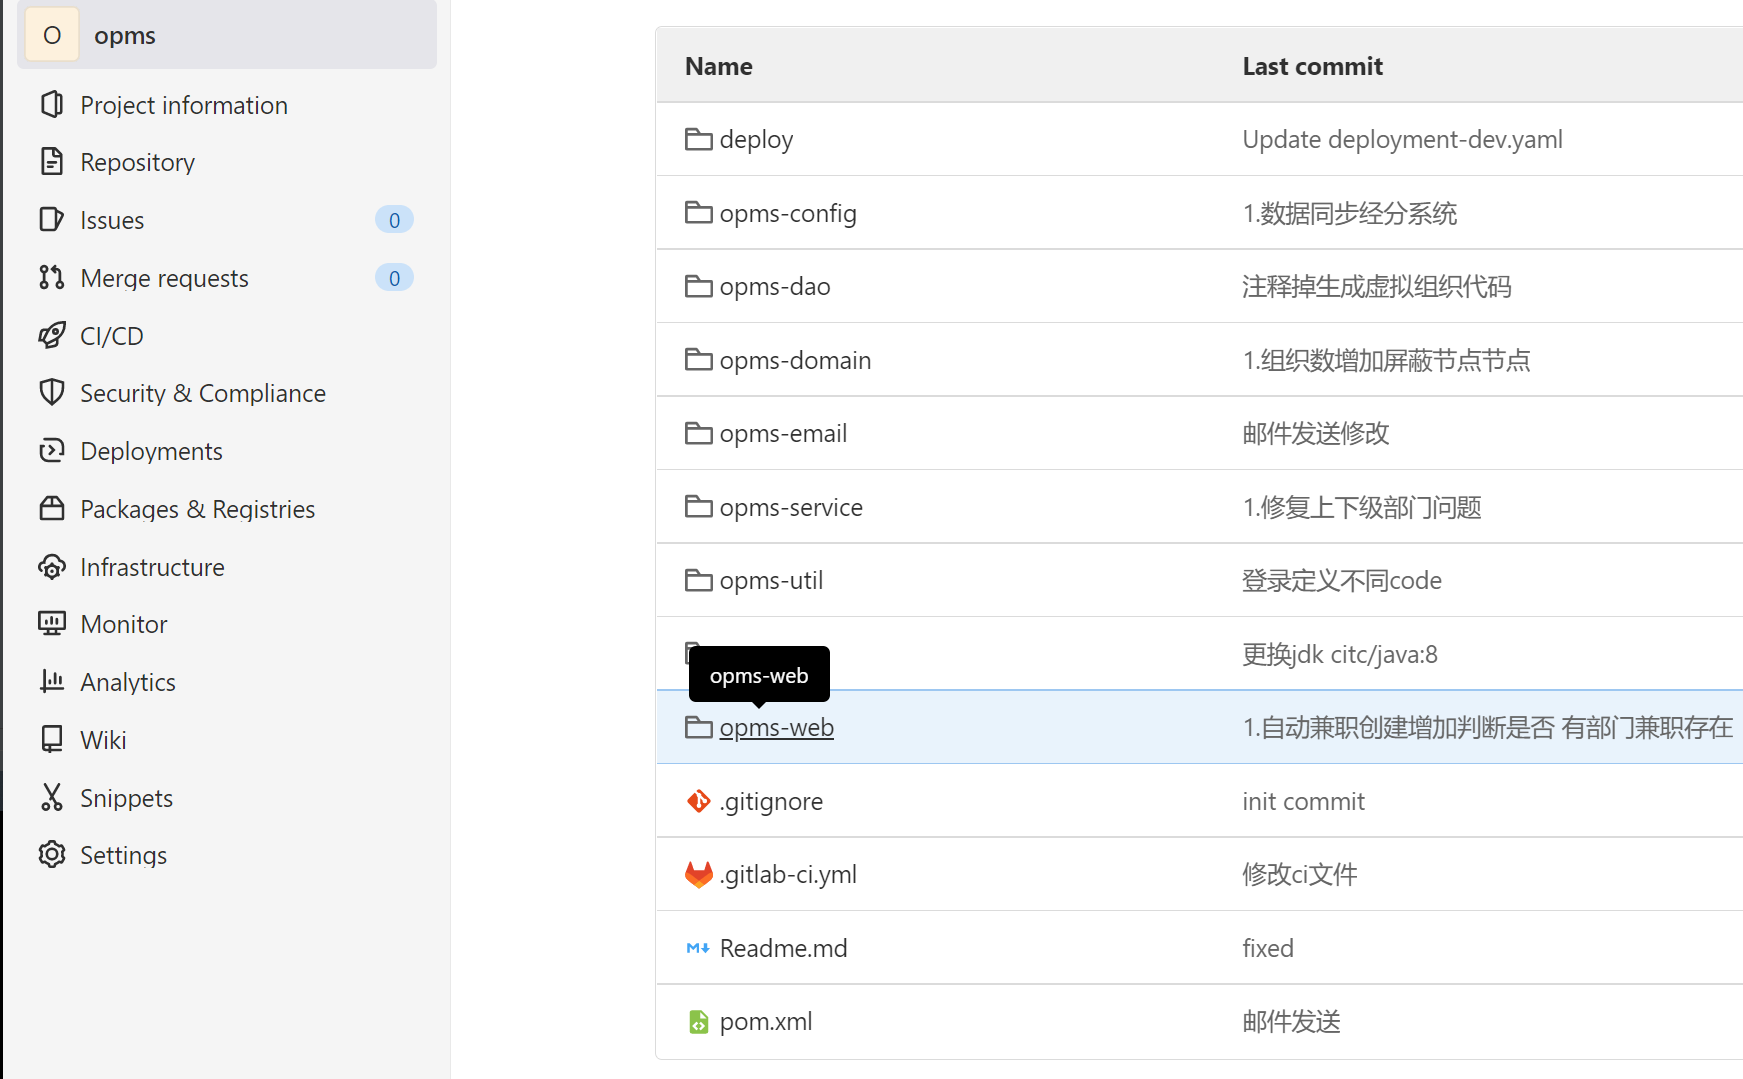 O opms
Project information
Repository
Issues 0
Merge requests 0
CI/CD
Security & Compliance
Deployments
Packages & Registries
Infrastructure
Monitor
Analytics
Wiki
Snippets
Settings
Name Last commit
deploy Update deployment-dev.yaml
opms-config 1.数据同步经分系统
opms-dao 注释掉生成虚拟组织代码
opms-domain 1.组织数增加屏蔽节点节点
opms-email 邮件发送修改
opms-service 1.修复上下级部门问题
opms-util 登录定义不同code
更换jdk citc/java:8
opms-web
opms-web 1.自动兼职创建增加判断是否 有部门兼职存在
.gitignore init commit
.gitlab-ci.yml 修改ci文件
Readme.md fixed
pom.xml 邮件发送